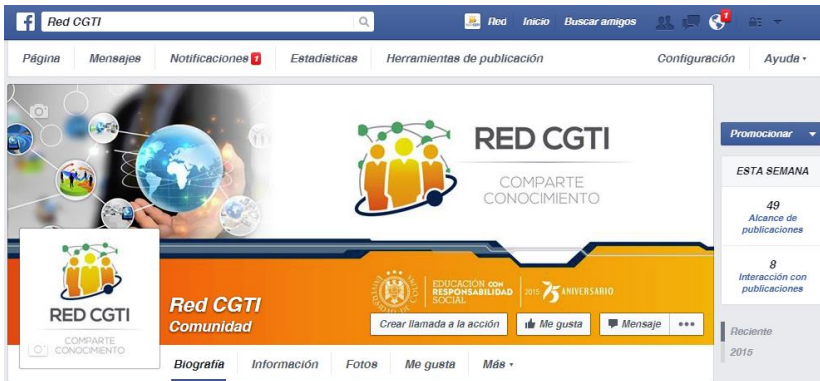 Red CGTI
Red Inicio Buscar amigos 1
Página Mensajes Notificaciones 1 Estadísticas Herramientas de publicación Configuración Ayuda
RED CGTI
COMPARTE
CONOCIMIENTO
Promocionar
ESTA SEMANA
49
Alcance de
publicaciones
8
Interacción con
publicaciones
Reciente
2015
RED CGTI
COMPARTE
CONOCIMIENTO
EDUCACIÓN CON
RESPONSABILIDAD
SOCIAL
2015 75 ANIVERSARIO
Red CGTI
Comunidad
Crear llamada a la acción Me gusta Mensaje
Biografía Información Fotos Me gusta Más